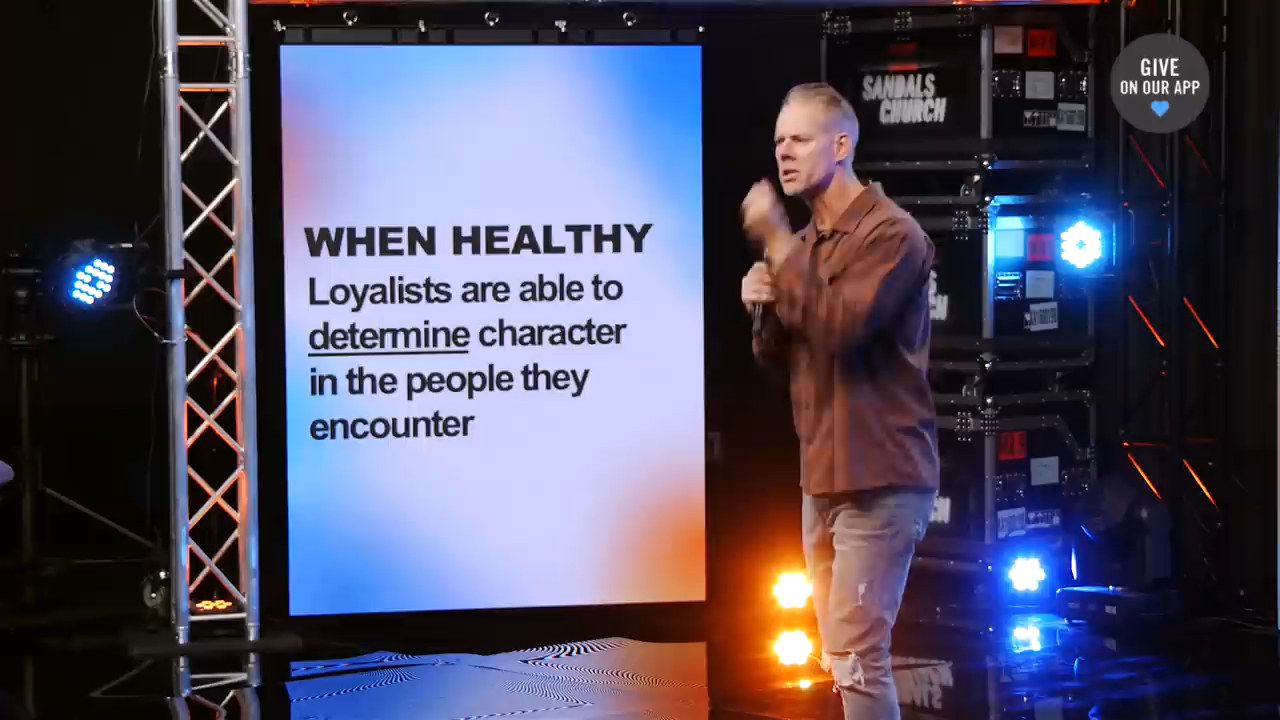 GIVE
ON OUR APP
SANDALS
CHURCH
WHEN HEALTHY
Loyalists are able to
determine character
in the people they
encounter